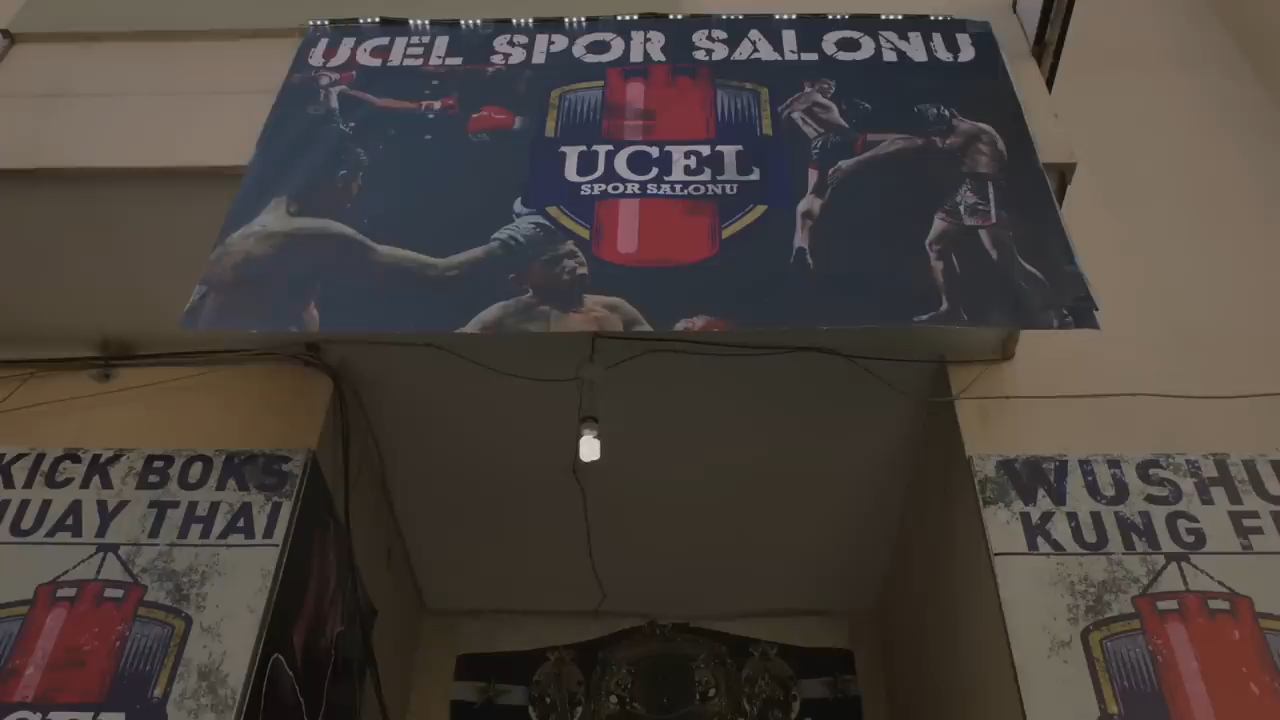 UCEL SPOR SALONU
UCEL
SPOR SALONU
KICK BOKS
MUAY THAI
WUSHU
KUNG